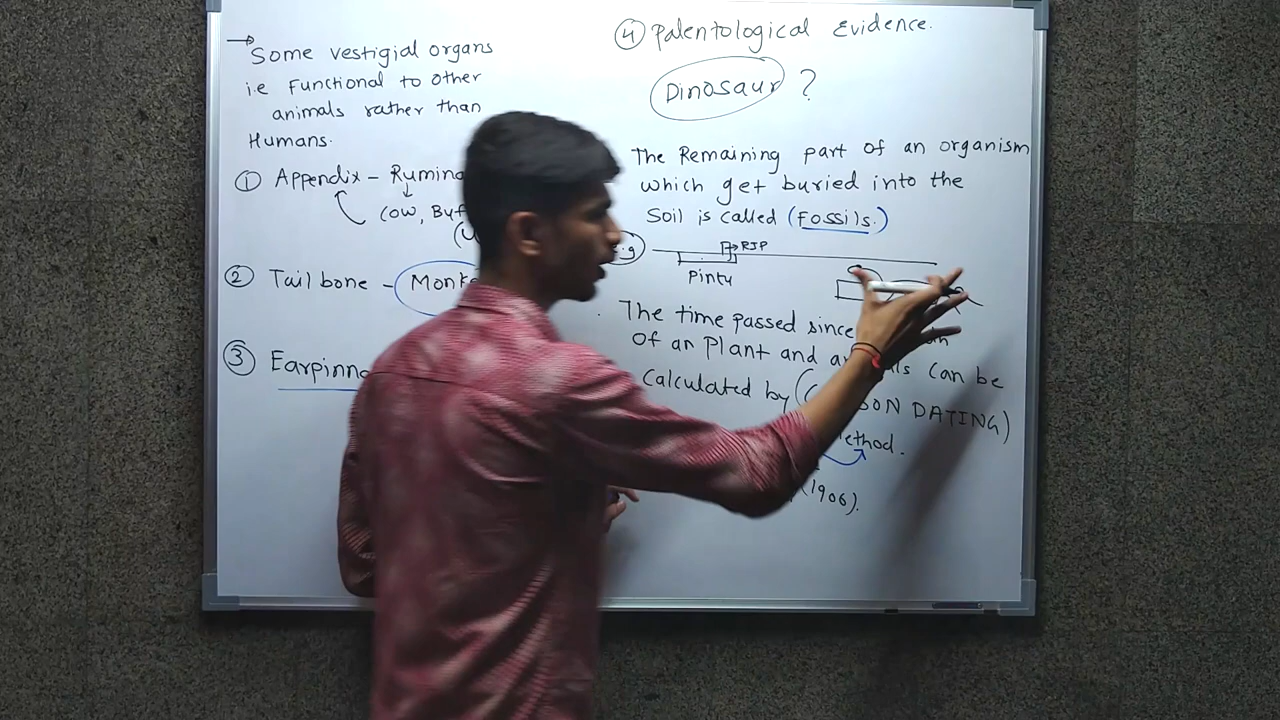 → Some vestigial organs
i.e Functional to other
animals rather than
Humans.
① Appendix - Rumina
↓
Cow, Buf
② Tail bone - Monke
③ Earpinna
④ Palentological Evidence.
Dinosaur ?
The Remaining part of an organism
which get buried into the
Soil is called (Fossils.)
→ RIP
Pintu
The time passed since
of an Plant and can be
Calculated by DATING)
(1906).